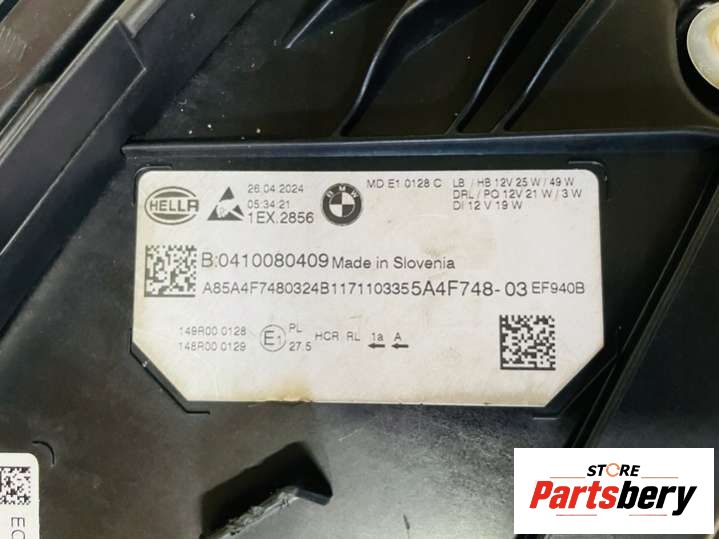 HELLA
26.04.2024
05:34:21
1EX.2856
BMW
MD E1 0128 C
LB / HB 12V 25 W / 49 W
DRL / PO 12V 21 W / 3 W
DI 12 V 19 W
B:0410080409 Made in Slovenia
A85A4F7480324B1171103355A4F748-03 EF940B
149R00 0128
148R00 0129
E1
PL
27.5
HCR RL
1a
A
EC
STORE
Partsbery